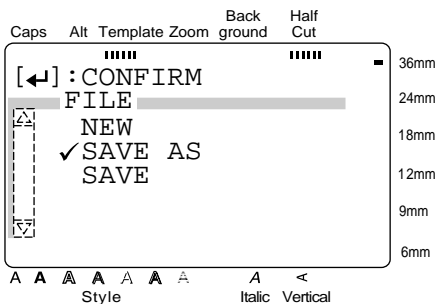 Caps Alt Template Zoom Back ground Half Cut
36mm
[↵]:CONFIRM
24mm
FILE
NEW
18mm
✓SAVE AS
SAVE
12mm
9mm
6mm
A A A A A A A A A
Style Italic Vertical